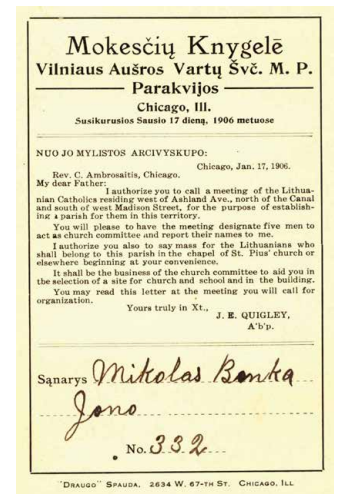 Mokesčių Knygelė
Vilniaus Aušros Vartų Švč. M. P.
Parakvijos
Chicago, Ill.
Susikurusios Sausio 17 dieną, 1906 metuose
NUO JO MYLISTOS ARCIVYSKUPO:
Chicago, Jan. 17, 1906.
Rev. C. Ambrosaitis, Chicago.
My dear Father:
I authorize you to call a meeting of the Lithua-
nian Catholics residing west of Ashland Ave., north of the Canal
and south of west Madison Street, for the purpose of establish-
ing a parish for them in this territory.
You will please to have the meeting designate five men to
act as church committee and report their names to me.
I authorize you also to say mass for the Lithuanians who
shall belong to this parish in the chapel of St. Pius' church or
elsewhere beginning at your convenience.
It shall be the business of the church committee to aid you in
the selection of a site for church and school and in the building.
You may read this letter at the meeting you will call for
organization.
Yours truly in Xt.,
J. E. QUIGLEY,
A'b'p.
Sąnarys Mikolas Bonka
Jono
No. 332
"DRAUGO" SPAUDA, 2634 W. 67-TH ST. CHICAGO, ILL